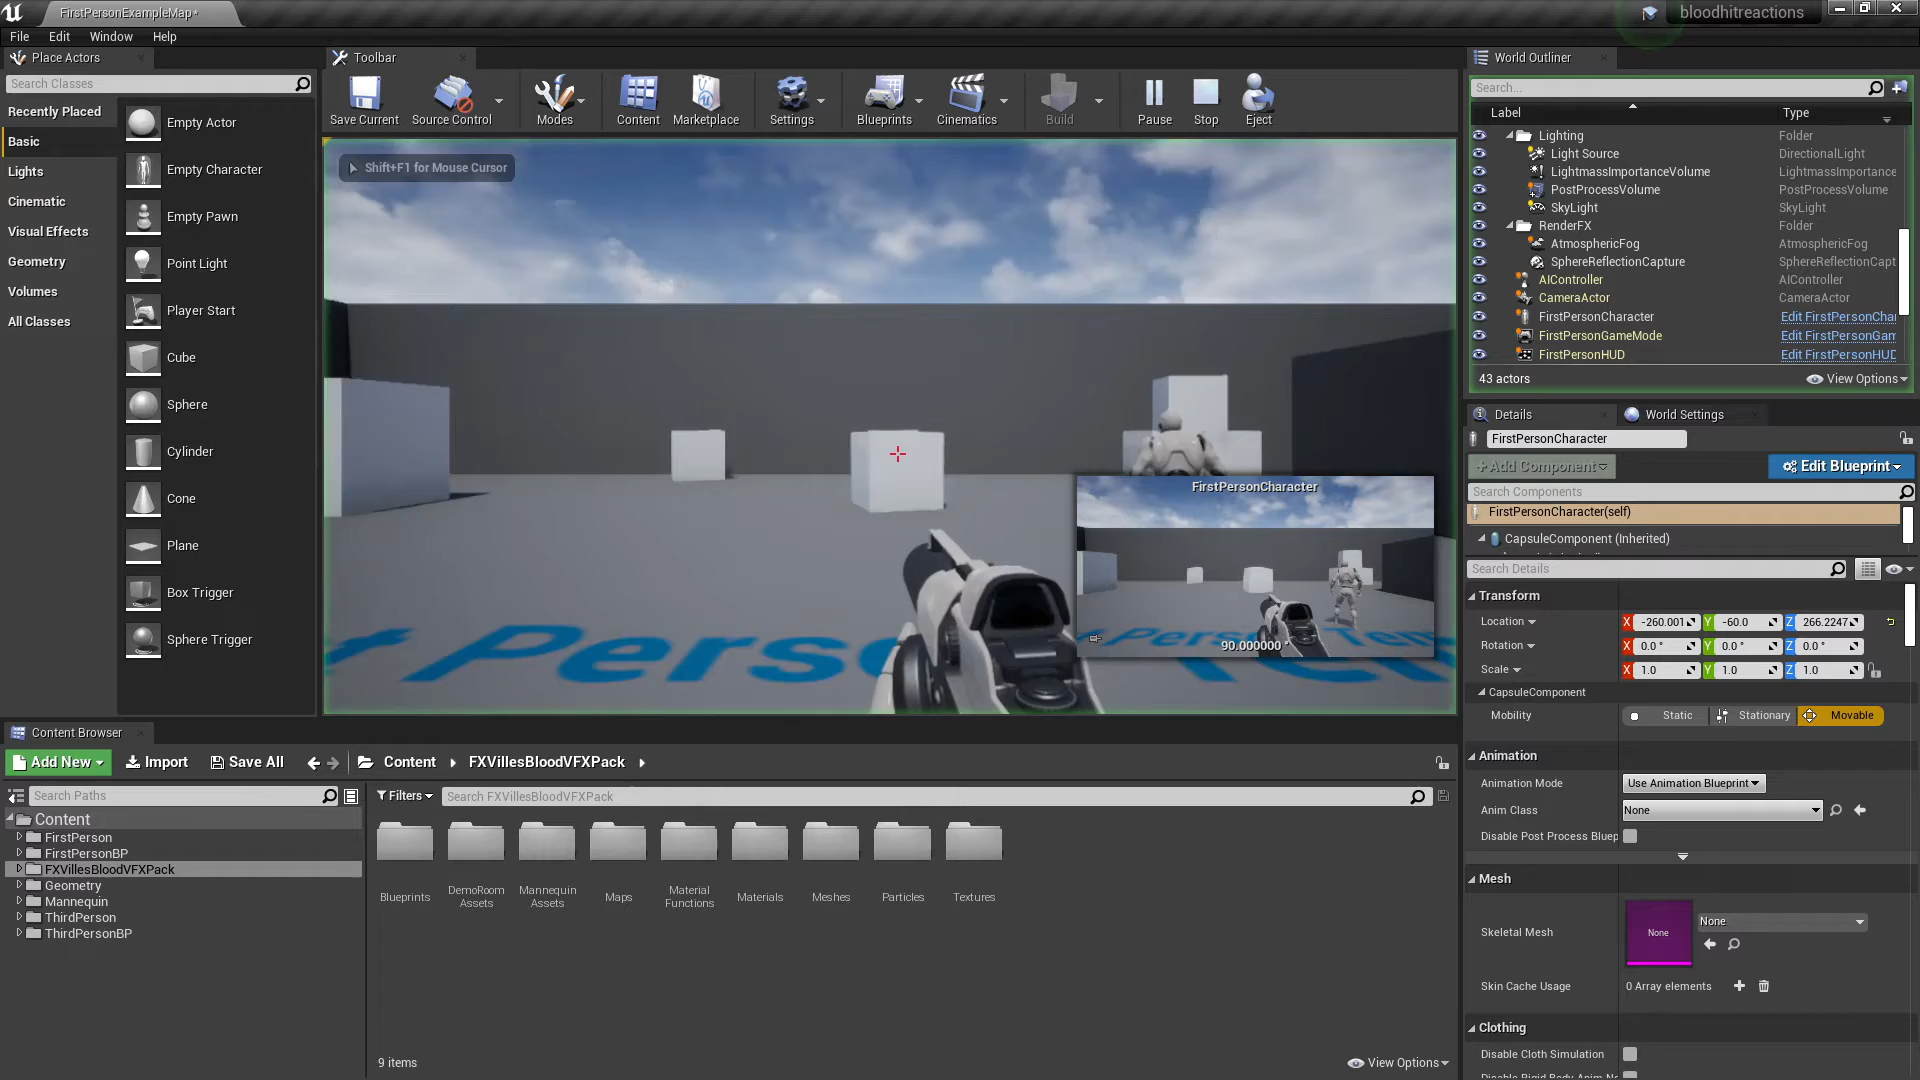 FirstPersonExampleMap*
bloodhitreactions
File Edit Window Help
Place Actors
Search Classes
Recently Placed
Basic
Lights
Cinematic
Visual Effects
Geometry
Volumes
All Classes
Empty Actor
Empty Character
Empty Pawn
Point Light
Player Start
Cube
Sphere
Cylinder
Cone
Plane
Box Trigger
Sphere Trigger
Toolbar
Save Current
Source Control
Modes
Content
Marketplace
Settings
Blueprints
Cinematics
Build
Pause
Stop
Eject
Shift+F1 for Mouse Cursor
FirstPersonCharacter
90.000000 °
World Outliner
Search...
Label Type
Lighting Folder
Light Source DirectionalLight
LightmassImportanceVolume LightmassImportance
PostProcessVolume PostProcessVolume
SkyLight SkyLight
RenderFX Folder
AtmosphericFog AtmosphericFog
SphereReflectionCapture SphereReflectionCapt
AIController AIController
CameraActor CameraActor
FirstPersonCharacter Edit FirstPersonChar
FirstPersonGameMode Edit FirstPersonGam
FirstPersonHUD Edit FirstPersonHUD
43 actors View Options
Details World Settings
FirstPersonCharacter
+Add Component Edit Blueprint
Search Components
FirstPersonCharacter(self)
CapsuleComponent (Inherited)
Search Details
Transform
Location X -260.001 Y -60.0 Z 266.2247
Rotation X 0.0 ° Y 0.0 ° Z 0.0 °
Scale X 1.0 Y 1.0 Z 1.0
CapsuleComponent
Mobility Static Stationary Movable
Animation
Animation Mode Use Animation Blueprint
Anim Class None
Disable Post Process Bluep
Mesh
Skeletal Mesh None None
Skin Cache Usage 0 Array elements
Clothing
Disable Cloth Simulation
Content Browser
Add New Import Save All Content FXVillesBloodVFXPack
Search Paths
Content
FirstPerson
FirstPersonBP
FXVillesBloodVFXPack
Geometry
Mannequin
ThirdPerson
ThirdPersonBP
Filters Search FXVillesBloodVFXPack
Blueprints
DemoRoom
Assets
Mannequin
Assets
Maps
Material
Functions
Materials
Meshes
Particles
Textures
9 items View Options